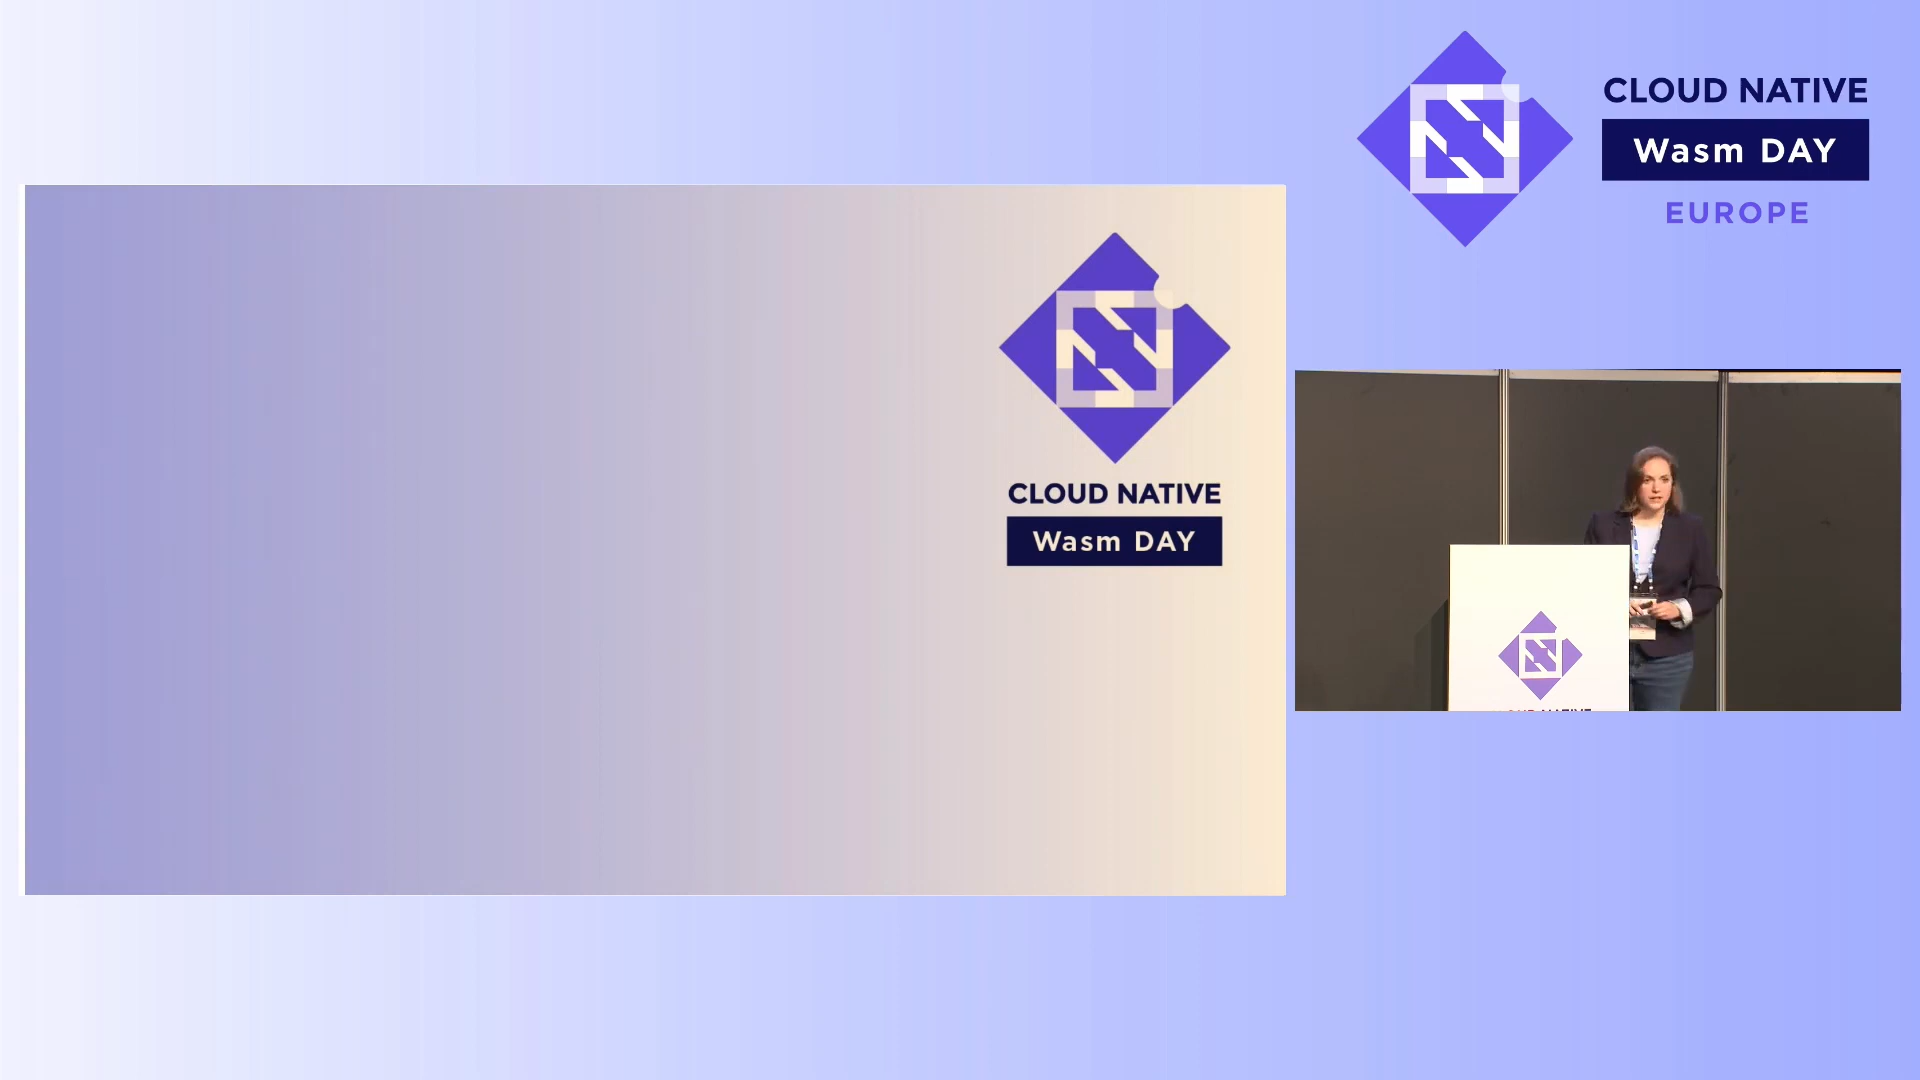 CLOUD NATIVE
Wasm DAY
EUROPE
CLOUD NATIVE
Wasm DAY